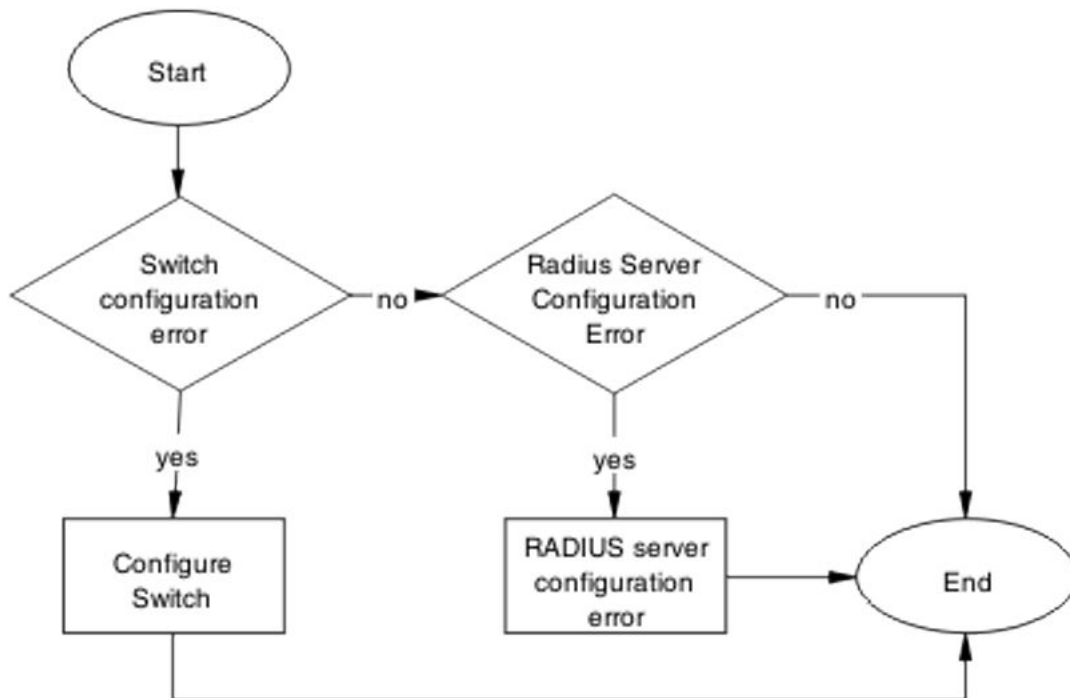 Start
Switch
configuration
error
no
Radius Server
Configuration
Error
no
yes
yes
Configure
Switch
RADIUS server
configuration
error
End